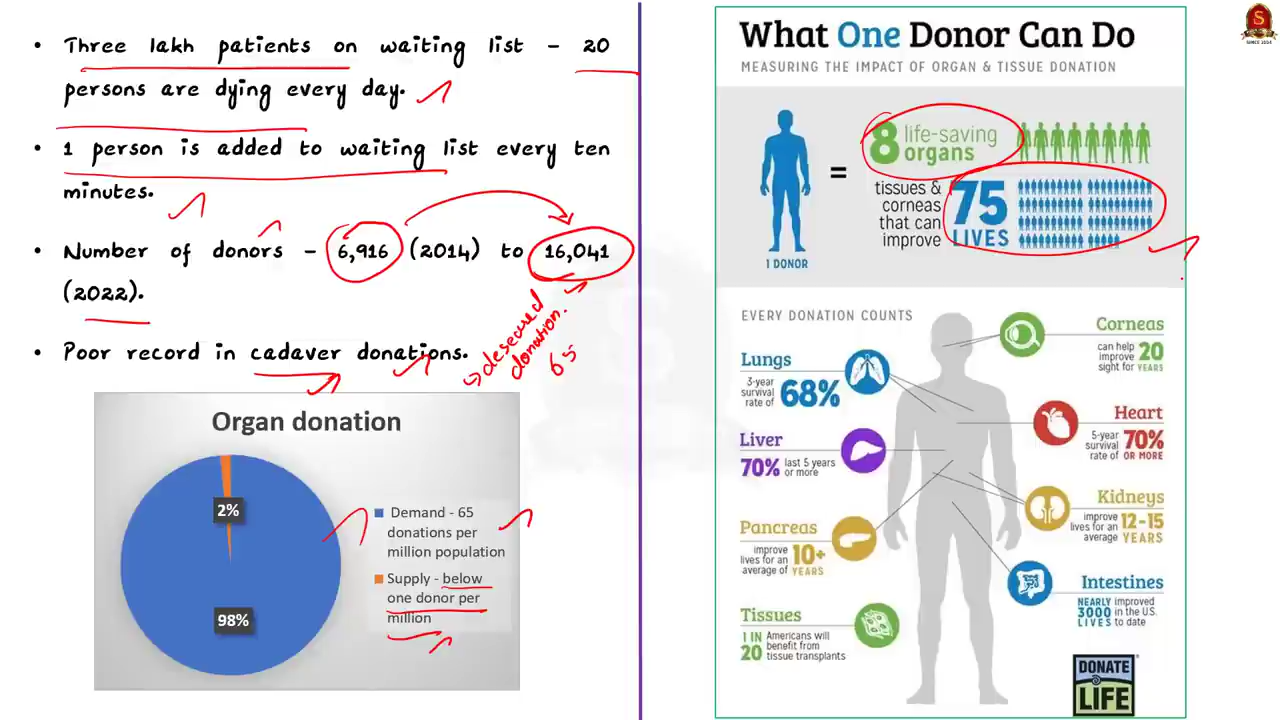 • Three lakh patients on waiting list - 20
persons are dying every day.
• 1 person is added to waiting list every ten
minutes.
• Number of donors - 6,916 (2014) to 16,041
(2022).
• Poor record in cadaver donations.
→ deseased
donation.
65
Organ donation
2%
98%
Demand - 65
donations per
million population
Supply - below
one donor per
million
What One Donor Can Do
MEASURING THE IMPACT OF ORGAN & TISSUE DONATION
1 DONOR
=
8 life-saving
organs
tissues &
corneas
that can
improve
75
LIVES
EVERY DONATION COUNTS
Lungs
3-year
survival
rate of
68%
Liver
70% last 5 years
or more
Pancreas
improve
lives for an
average of
10+
YEARS
Tissues
1 IN
20
Americans will
benefit from
tissue transplants
Corneas
can help
improve
sight for
20
YEARS
Heart
5-year
survival
rate of
70%
OR MORE
Kidneys
improve
lives for an
average
12-15
YEARS
Intestines
NEARLY
3000
LIVES
improved
in the U.S.
to date
DONATE
LIFE
S
SINCE 2004